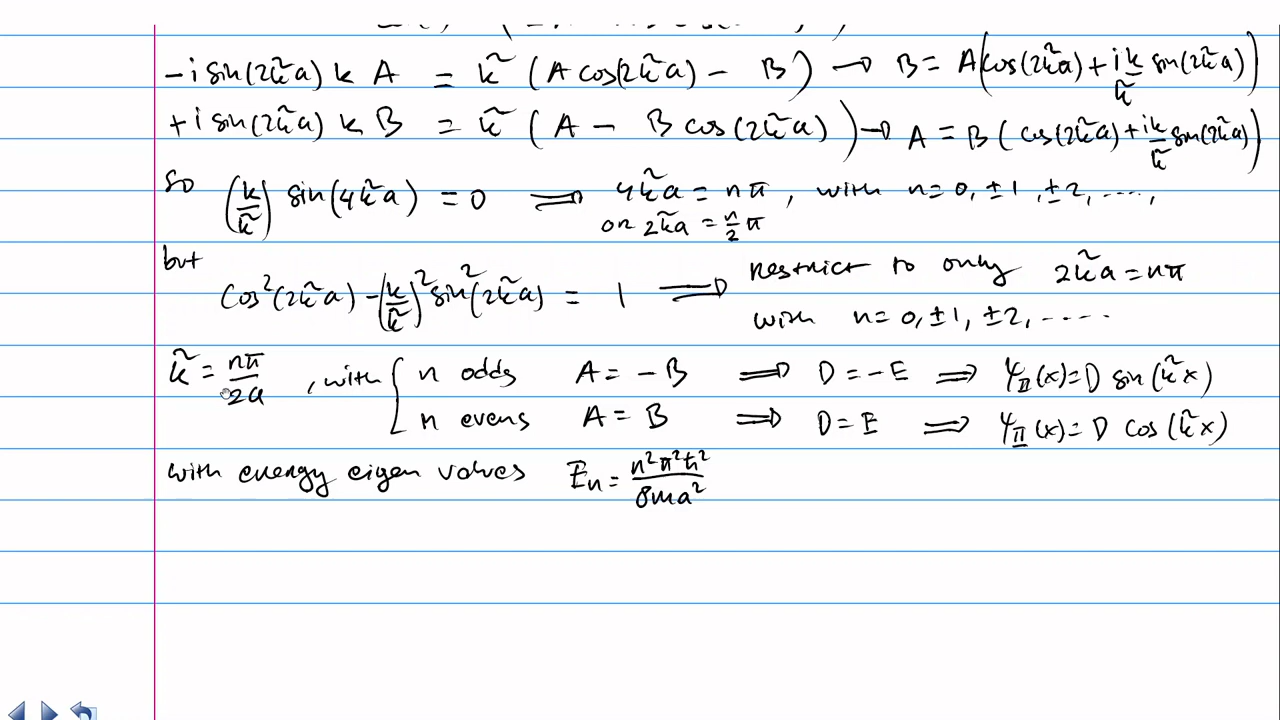 -i sin(2k̃a) k A = k̃ (A cos(2k̃a) - B) → B = A(cos(2k̃a) + ik/k̃ sin(2k̃a))
+i sin(2k̃a) k B = k̃ (A - B cos(2k̃a)) → A = B(cos(2k̃a) + ik/k̃ sin(2k̃a))
so (k/k̃) sin(4k̃a) = 0 ⟹ 4k̃a = nπ, with n = 0, ±1, ±2, ....,
or 2k̃a = n/2 π
but cos²(2k̃a) - (k/k̃)² sin²(2k̃a) = 1 ⟹ restrict to only 2k̃a = nπ
with n = 0, ±1, ±2, .....
k̃ = nπ/2a, with { n odds A = -B ⟹ D = -E ⟹ ψ_II(x) = D sin(k̃x)
n evens A = B ⟹ D = E ⟹ ψ_II(x) = D cos(k̃x)
with energy eigen values E_n = n²π²ħ²/8ma²